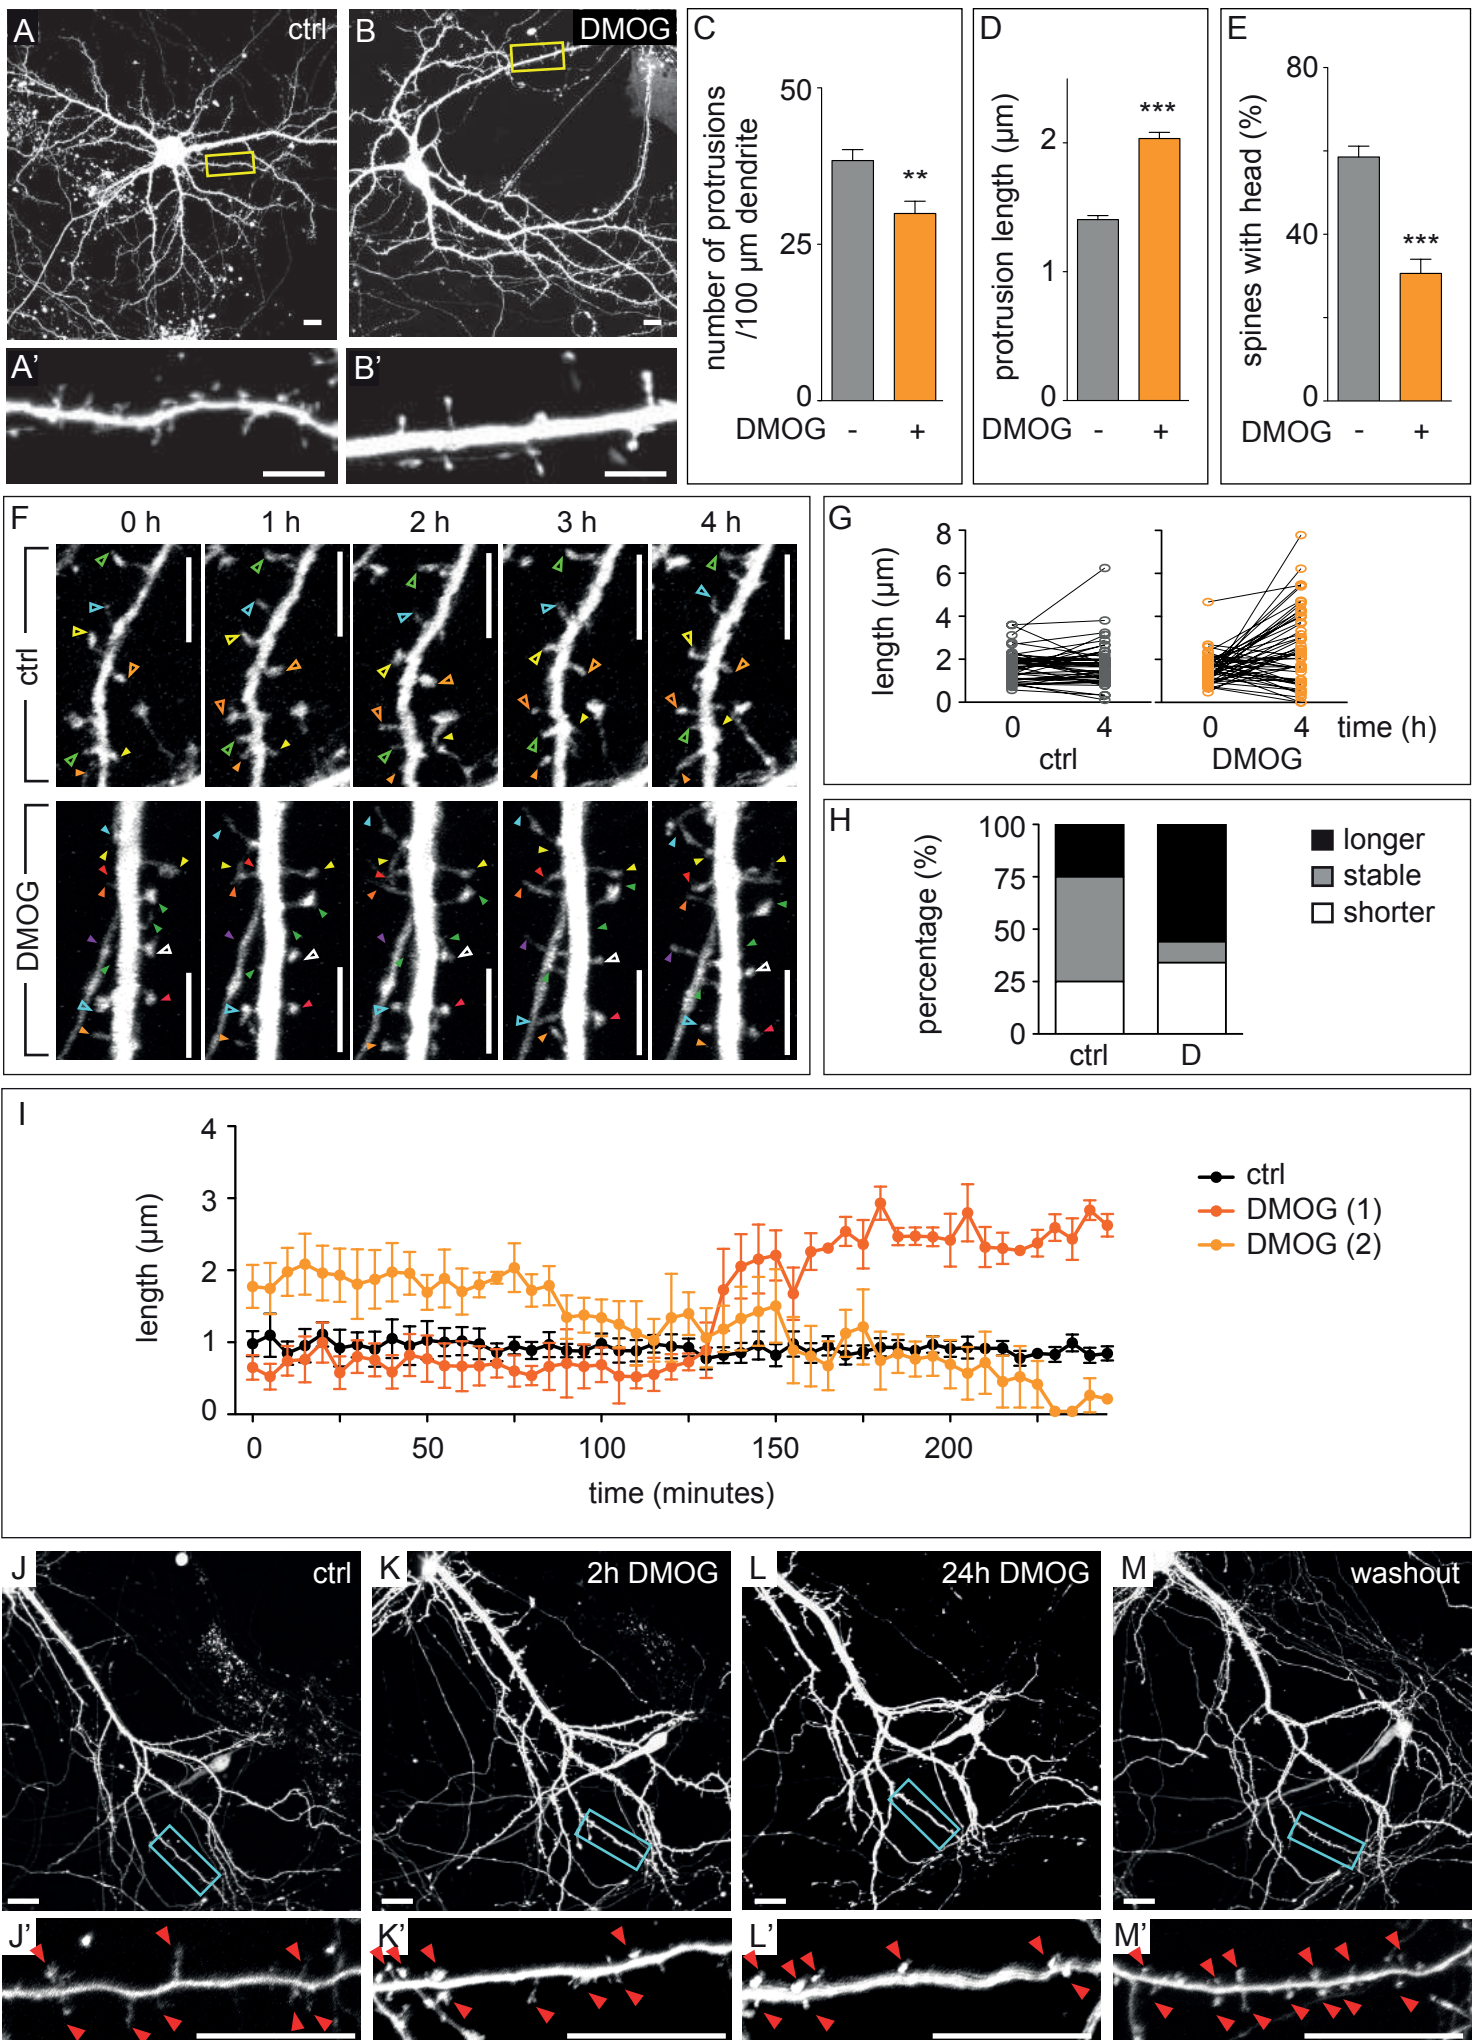 A ctrl
B DMOG
A'
B'
C
number of protrusions
/100 µm dendrite
50
25
0
DMOG - +
**
D
protrusion length (µm)
2
1
0
DMOG - +
***
E
spines with head (%)
80
40
0
DMOG - +
***
F
0 h 1 h 2 h 3 h 4 h
ctrl
DMOG
G
length (µm)
8
6
4
2
0
0 4 0 4 time (h)
ctrl DMOG
H
percentage (%)
100
75
50
25
0
ctrl D
longer
stable
shorter
I
length (µm)
4
3
2
1
0
0 50 100 150 200
time (minutes)
ctrl
DMOG (1)
DMOG (2)
J ctrl
K 2h DMOG
L 24h DMOG
M washout
J'
K'
L'
M'